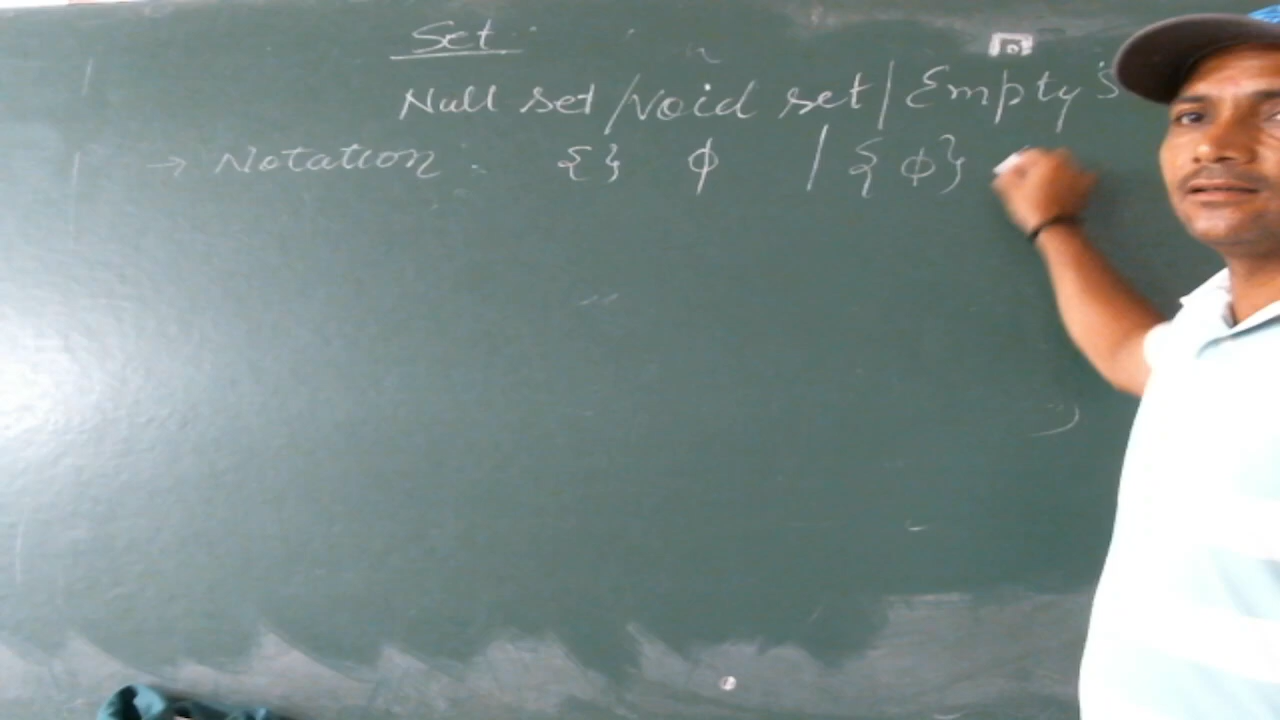 Set
Null set/void set/Empty S
→ Notation : {} ϕ / {ϕ}